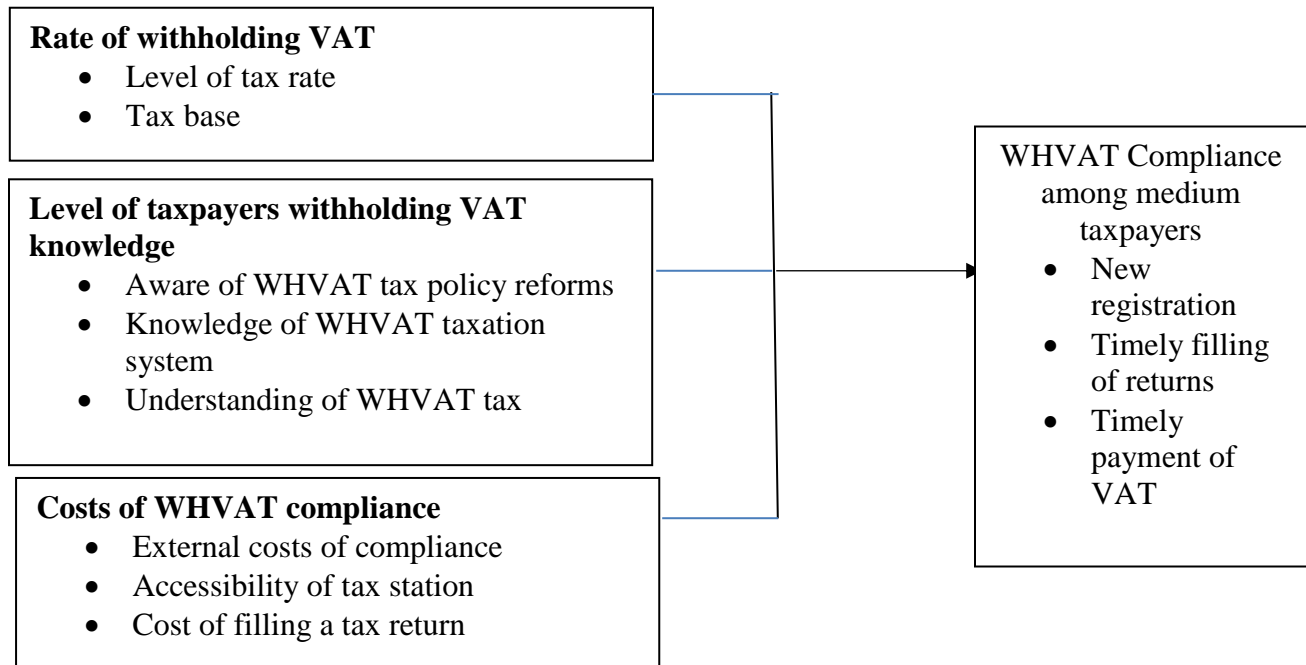 Rate of withholding VAT
• Level of tax rate
• Tax base
Level of taxpayers withholding VAT
knowledge
• Aware of WHVAT tax policy reforms
• Knowledge of WHVAT taxation
system
• Understanding of WHVAT tax
Costs of WHVAT compliance
• External costs of compliance
• Accessibility of tax station
• Cost of filling a tax return
WHVAT Compliance
among medium
taxpayers
• New
registration
• Timely filling
of returns
• Timely
payment of
VAT